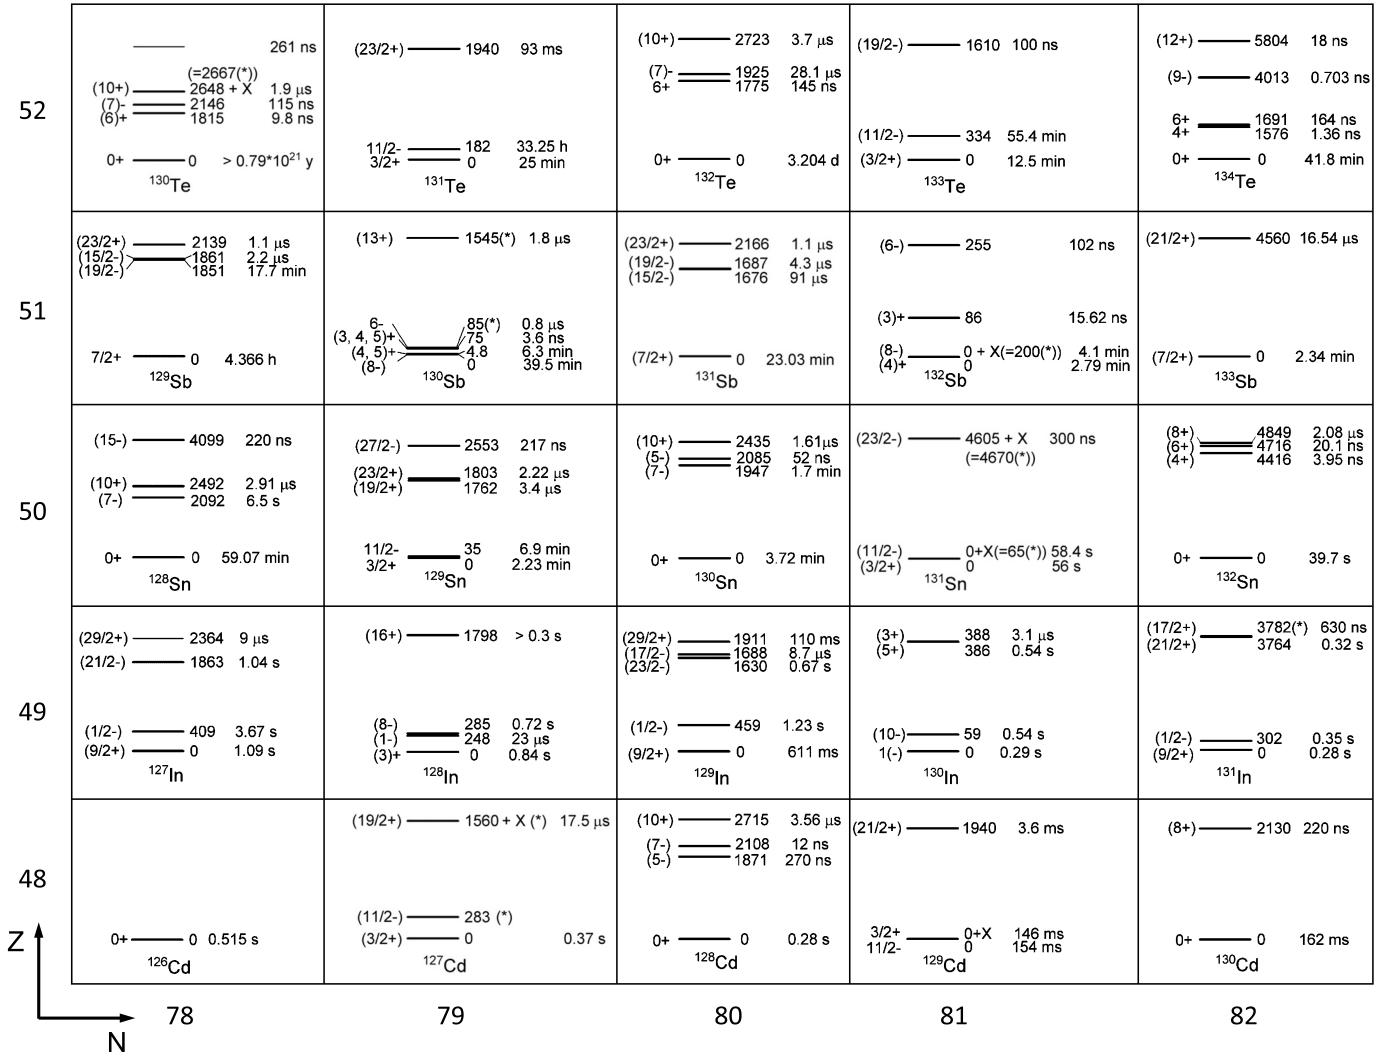 52
261 ns
(=2667(*))
(10+) 2648 + X 1.9 μs
(7)- 2146 115 ns
(6)+ 1815 9.8 ns
0+ 0 > 0.79*10²¹ y
¹³⁰Te
(23/2+) 1940 93 ms
11/2- 182 33.25 h
3/2+ 0 25 min
¹³¹Te
(10+) 2723 3.7 μs
(7)- 1925 28.1 μs
6+ 1775 145 ns
0+ 0 3.204 d
¹³²Te
(19/2-) 1610 100 ns
(11/2-) 334 55.4 min
(3/2+) 0 12.5 min
¹³³Te
(12+) 5804 18 ns
(9-) 4013 0.703 ns
6+ 1691 164 ns
4+ 1576 1.36 ns
0+ 0 41.8 min
¹³⁴Te
51
(23/2+) 2139 1.1 μs
(15/2-) 1861 2.2 μs
(19/2-) 1851 17.7 min
7/2+ 0 4.366 h
¹²⁹Sb
(13+) 1545(*) 1.8 μs
6- 85(*) 0.8 μs
(3, 4, 5)+ 75 3.6 ns
(4, 5)+ 4.8 6.3 min
(8-) 0 39.5 min
¹³⁰Sb
(23/2+) 2166 1.1 μs
(19/2-) 1687 4.3 μs
(15/2-) 1676 91 μs
(7/2+) 0 23.03 min
¹³¹Sb
(6-) 255 102 ns
(3)+ 86 15.62 ns
(8-) 0 + X(=200(*)) 4.1 min
(4)+ 0 2.79 min
¹³²Sb
(21/2+) 4560 16.54 μs
(7/2+) 0 2.34 min
¹³³Sb
50
(15-) 4099 220 ns
(10+) 2492 2.91 μs
(7-) 2092 6.5 s
0+ 0 59.07 min
¹²⁸Sn
(27/2-) 2553 217 ns
(23/2+) 1803 2.22 μs
(19/2+) 1762 3.4 μs
11/2- 35 6.9 min
3/2+ 0 2.23 min
¹²⁹Sn
(10+) 2435 1.61μs
(5-) 2085 52 ns
(7-) 1947 1.7 min
0+ 0 3.72 min
¹³⁰Sn
(23/2-) 4605 + X 300 ns
(=4670(*))
(11/2-) 0+X(=65(*)) 58.4 s
(3/2+) 0 56 s
¹³¹Sn
(8+) 4849 2.08 μs
(6+) 4716 20.1 ns
(4+) 4416 3.95 ns
0+ 0 39.7 s
¹³²Sn
49
(29/2+) 2364 9 μs
(21/2-) 1863 1.04 s
(1/2-) 409 3.67 s
(9/2+) 0 1.09 s
¹²⁷In
(16+) 1798 > 0.3 s
(8-) 285 0.72 s
(1-) 248 23 μs
(3)+ 0 0.84 s
¹²⁸In
(29/2+) 1911 110 ms
(17/2-) 1688 8.7 μs
(23/2-) 1630 0.67 s
(1/2-) 459 1.23 s
(9/2+) 0 611 ms
¹²⁹In
(3+) 388 3.1 μs
(5+) 386 0.54 s
(10-) 59 0.54 s
1(-) 0 0.29 s
¹³⁰In
(17/2+) 3782(*) 630 ns
(21/2+) 3764 0.32 s
(1/2-) 302 0.35 s
(9/2+) 0 0.28 s
¹³¹In
48
0+ 0 0.515 s
¹²⁶Cd
(19/2+) 1560 + X (*) 17.5 μs
(11/2-) 283 (*)
(3/2+) 0 0.37 s
¹²⁷Cd
(10+) 2715 3.56 μs
(7-) 2108 12 ns
(5-) 1871 270 ns
0+ 0 0.28 s
¹²⁸Cd
(21/2+) 1940 3.6 ms
3/2+ 0+X 146 ms
11/2- 0 154 ms
¹²⁹Cd
(8+) 2130 220 ns
0+ 0 162 ms
¹³⁰Cd
Z
N
78 79 80 81 82